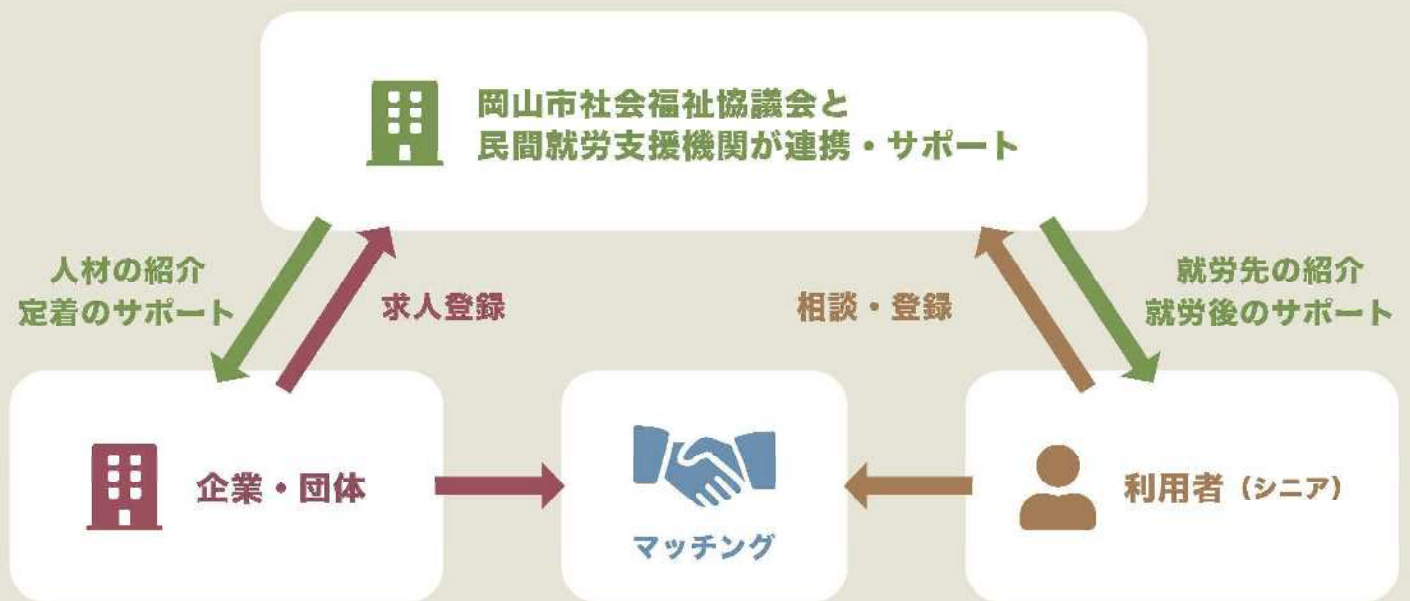 岡山市社会福祉協議会と
民間就労支援機関が連携・サポート
人材の紹介
定着のサポート
求人登録
相談・登録
就労先の紹介
就労後のサポート
企業・団体
マッチング
利用者（シニア）